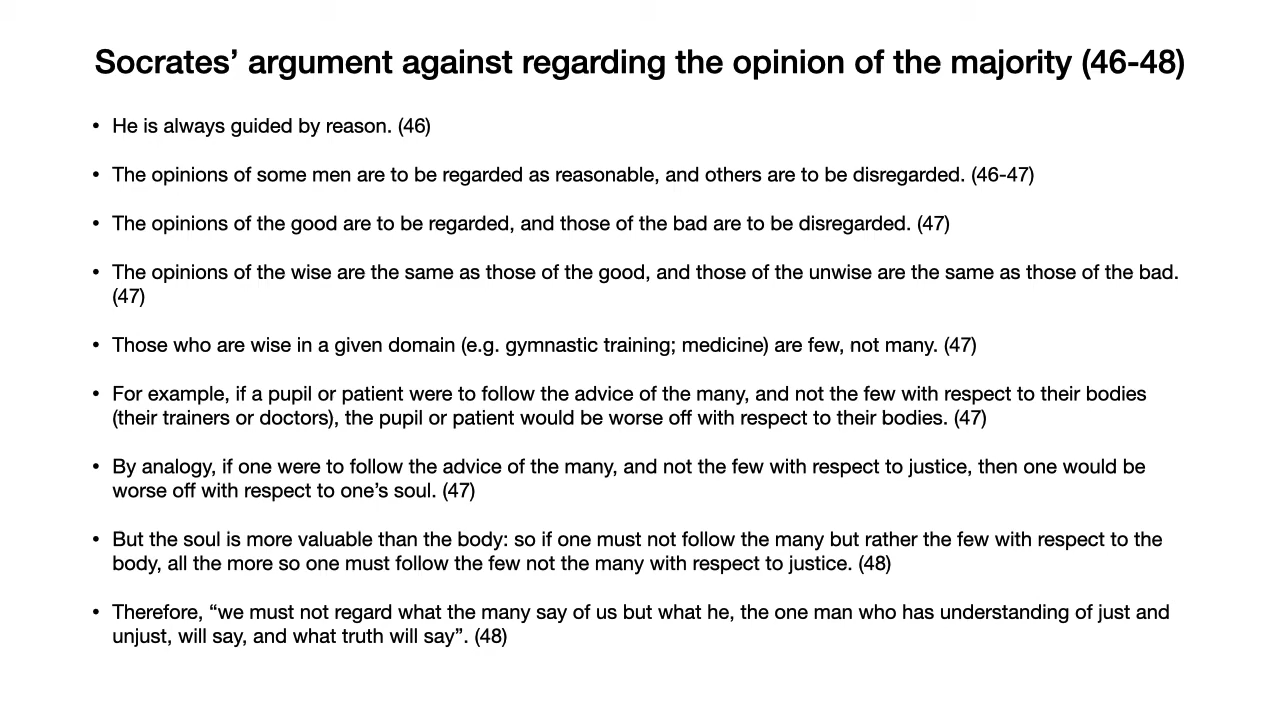 Socrates’ argument against regarding the opinion of the majority (46-48)
• He is always guided by reason. (46)
• The opinions of some men are to be regarded as reasonable, and others are to be disregarded. (46-47)
• The opinions of the good are to be regarded, and those of the bad are to be disregarded. (47)
• The opinions of the wise are the same as those of the good, and those of the unwise are the same as those of the bad.
(47)
• Those who are wise in a given domain (e.g. gymnastic training; medicine) are few, not many. (47)
• For example, if a pupil or patient were to follow the advice of the many, and not the few with respect to their bodies
(their trainers or doctors), the pupil or patient would be worse off with respect to their bodies. (47)
• By analogy, if one were to follow the advice of the many, and not the few with respect to justice, then one would be
worse off with respect to one’s soul. (47)
• But the soul is more valuable than the body: so if one must not follow the many but rather the few with respect to the
body, all the more so one must follow the few not the many with respect to justice. (48)
• Therefore, “we must not regard what the many say of us but what he, the one man who has understanding of just and
unjust, will say, and what truth will say”. (48)